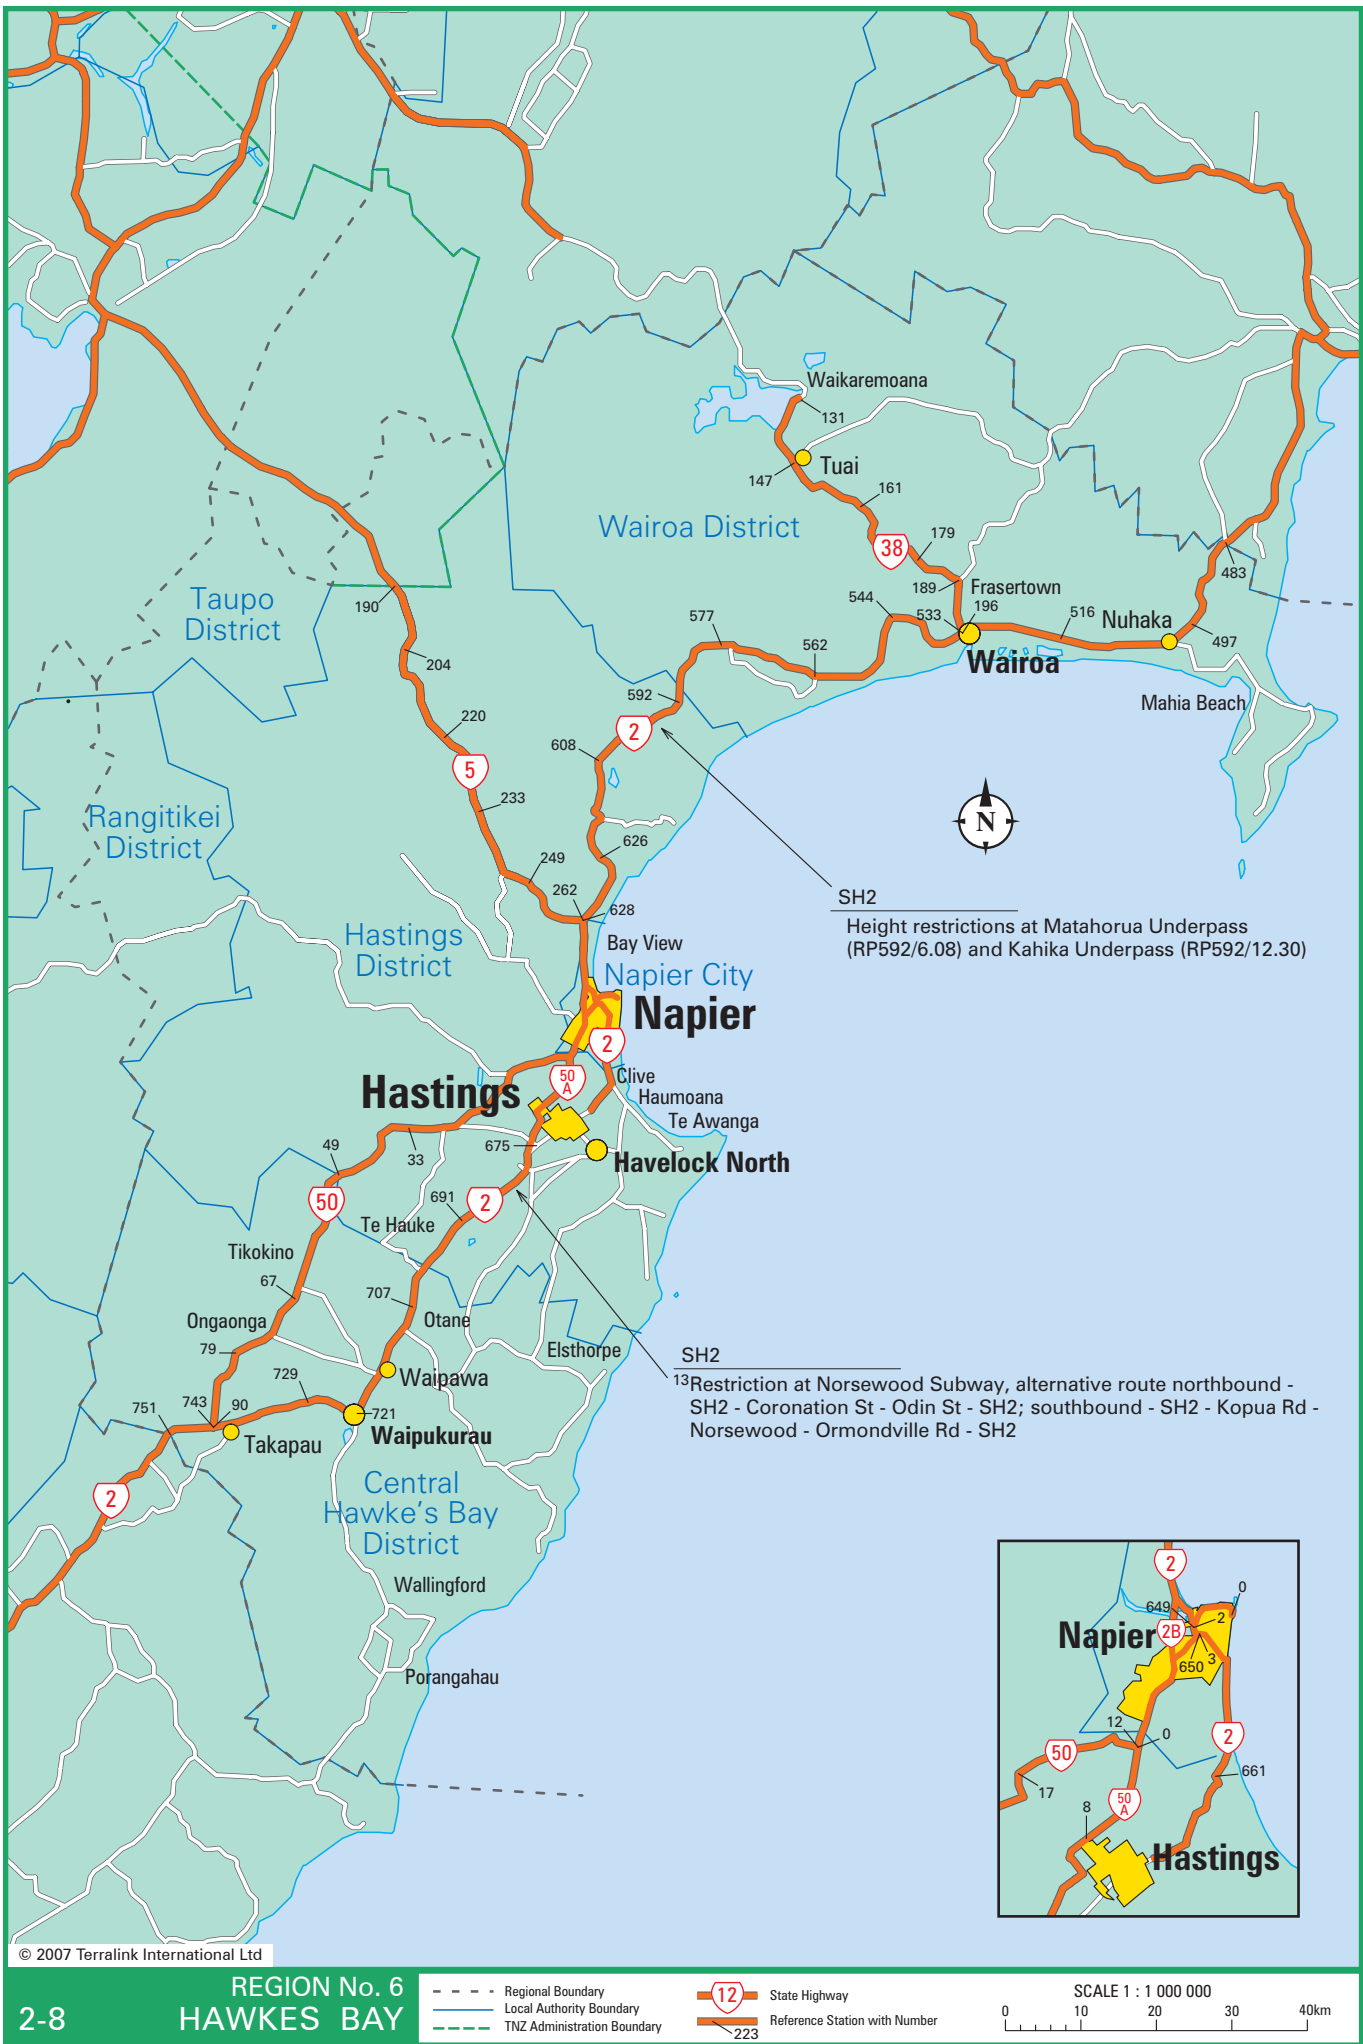 Waikaremoana
131
Tuai
147
161
Wairoa District
38
179
189
Frasertown
196
483
544
533
516
Nuhaka
497
577
562
Wairoa
Mahia Beach
Taupo
District
190
204
592
2
220
608
5
233
N
Rangitikei
District
626
249
262
628
SH2
Height restrictions at Matahorua Underpass
(RP592/6.08) and Kahika Underpass (RP592/12.30)
Hastings
District
Bay View
Napier City
Napier
2
50
A
Clive
Hastings
Haumoana
Te Awanga
49
33
675
Havelock North
50
691
2
Te Hauke
Tikokino
67
707
Ongaonga
Otane
79
Elsthorpe
SH2
13Restriction at Norsewood Subway, alternative route northbound -
SH2 - Coronation St - Odin St - SH2; southbound - SH2 - Kopua Rd -
Norsewood - Ormondville Rd - SH2
729
Waipawa
751
743
90
721
Takapau
Waipukurau
2
Central
Hawke's Bay
District
Wallingford
Porangahau
2
0
649
2
Napier
2B
650
3
12
0
2
50
661
17
50
A
8
Hastings
© 2007 Terralink International Ltd
REGION No. 6
2-8 HAWKES BAY
Regional Boundary
Local Authority Boundary
TNZ Administration Boundary
12
State Highway
Reference Station with Number
223
SCALE 1 : 1 000 000
0 10 20 30 40km